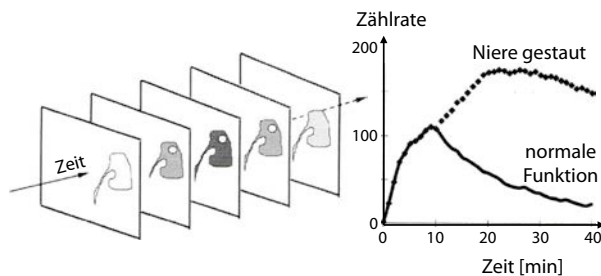 Zeit
Zählrate
200
Niere gestaut
100
normale
Funktion
0
0
10
20
30
40
Zeit [min]